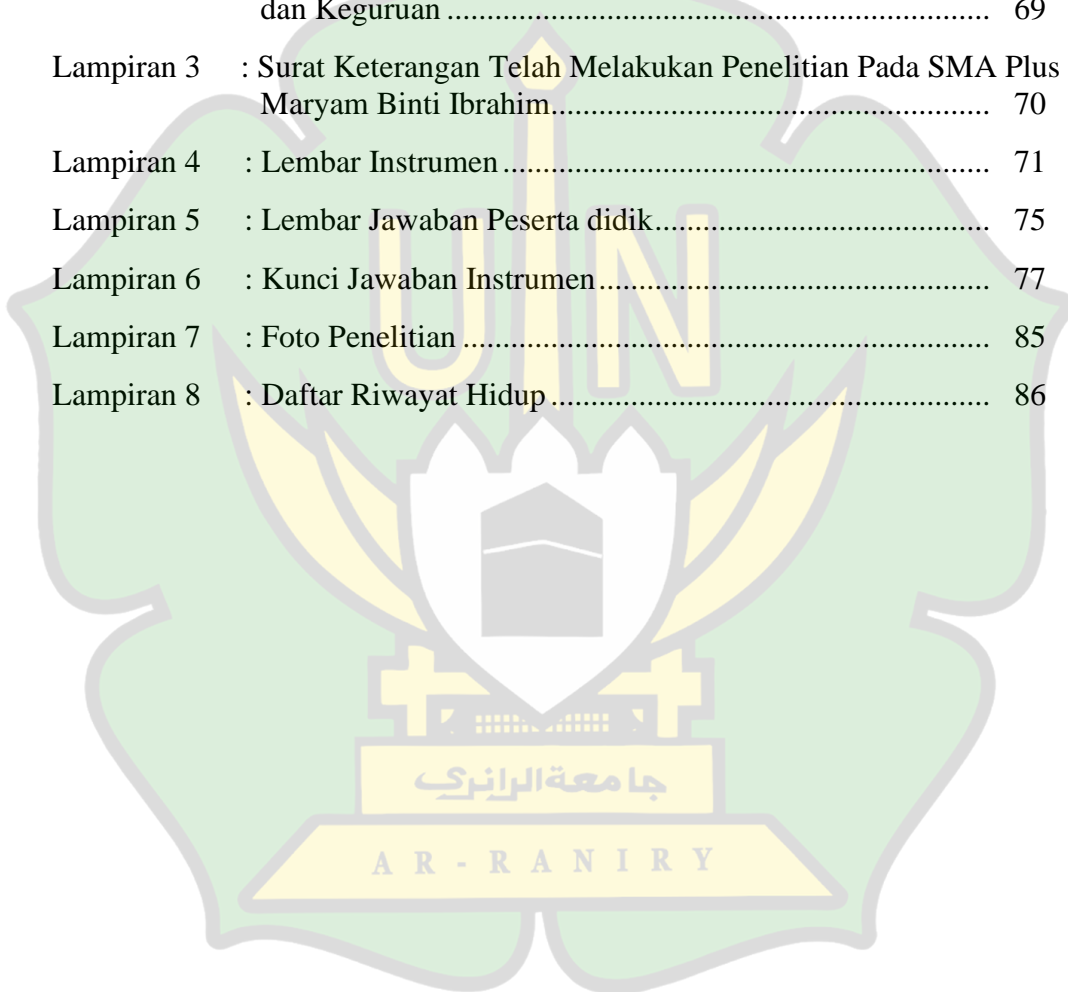 dan Keguruan ................................................................... 69
Lampiran 3 : Surat Keterangan Telah Melakukan Penelitian Pada SMA Plus
Maryam Binti Ibrahim...................................................... 70
Lampiran 4 : Lembar Instrumen ............................................................ 71
Lampiran 5 : Lembar Jawaban Peserta didik......................................... 75
Lampiran 6 : Kunci Jawaban Instrumen ................................................ 77
Lampiran 7 : Foto Penelitian ................................................................. 85
Lampiran 8 : Daftar Riwayat Hidup ...................................................... 86
UIN
جامعةالرانري
AR-RANIRY